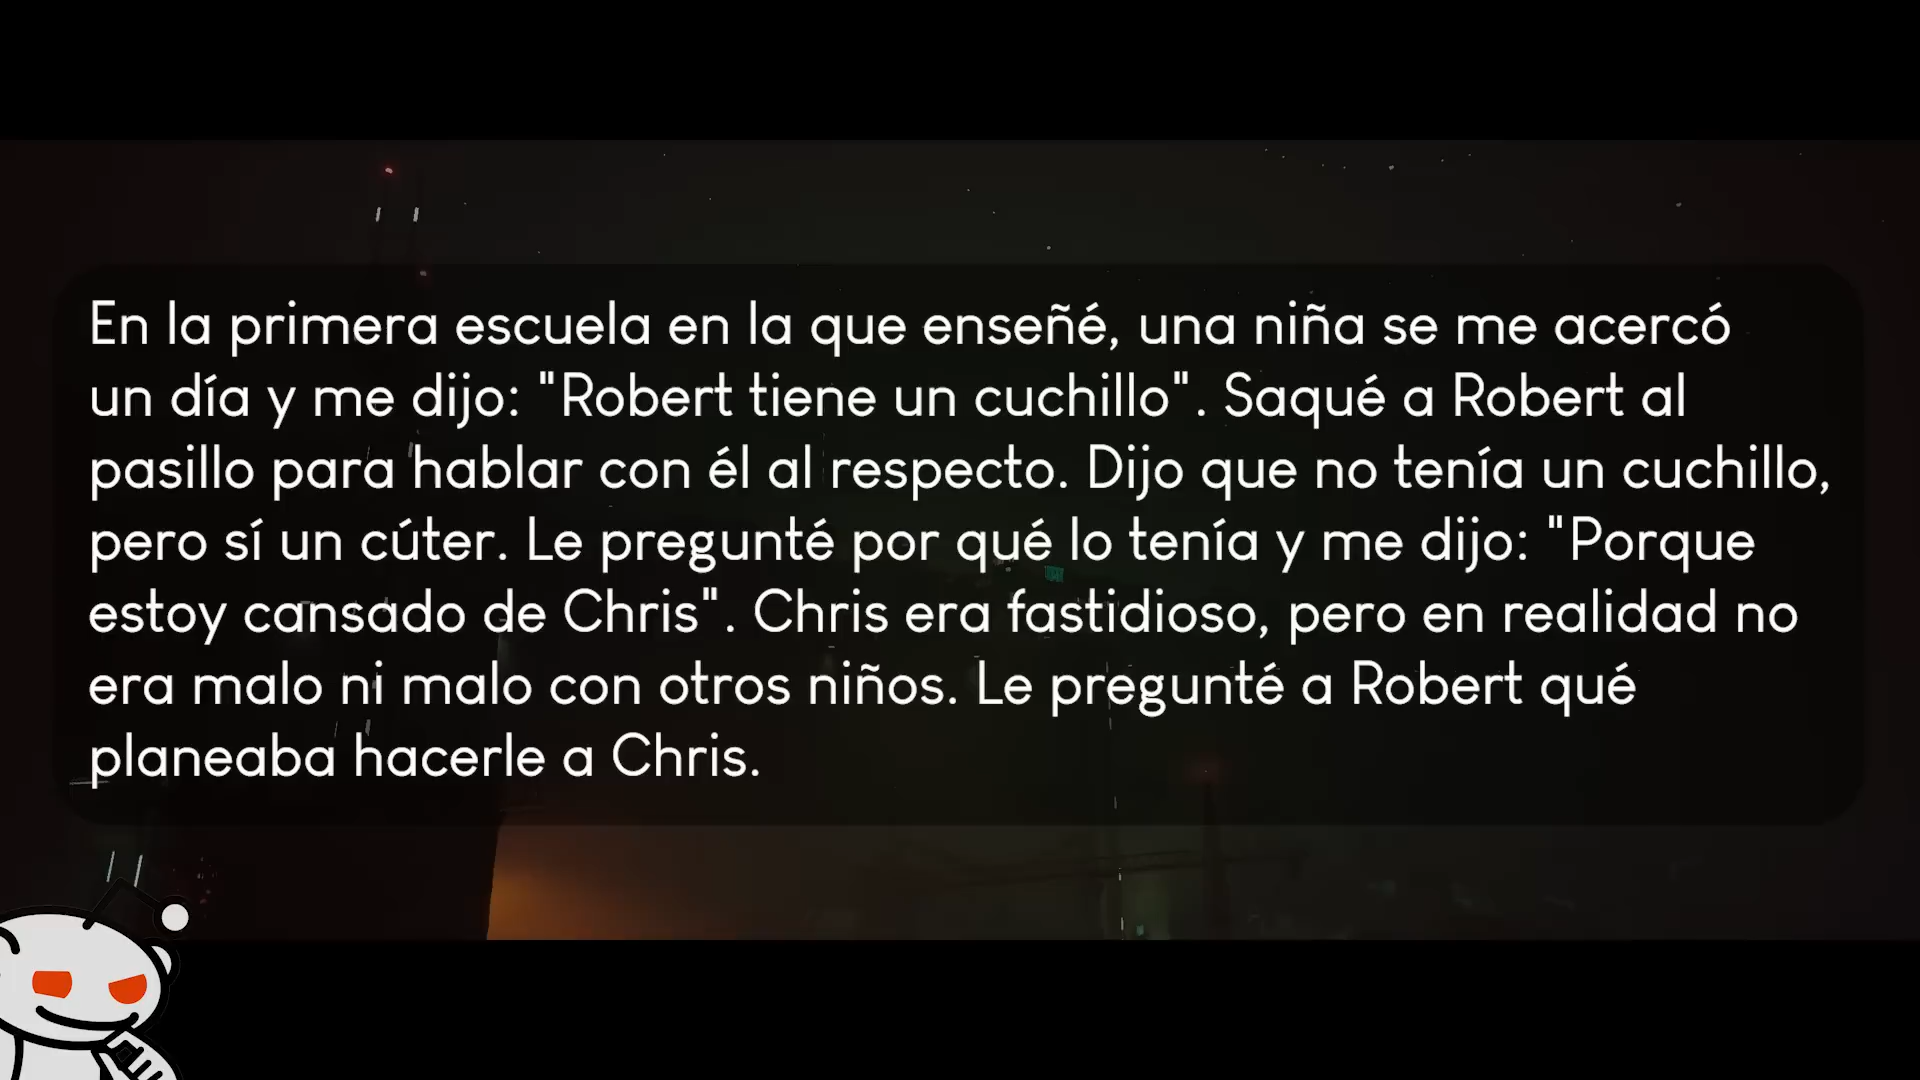 En la primera escuela en la que enseñé, una niña se me acercó
un día y me dijo: "Robert tiene un cuchillo". Saqué a Robert al
pasillo para hablar con él al respecto. Dijo que no tenía un cuchillo,
pero sí un cúter. Le pregunté por qué lo tenía y me dijo: "Porque
estoy cansado de Chris". Chris era fastidioso, pero en realidad no
era malo ni malo con otros niños. Le pregunté a Robert qué
planeaba hacerle a Chris.